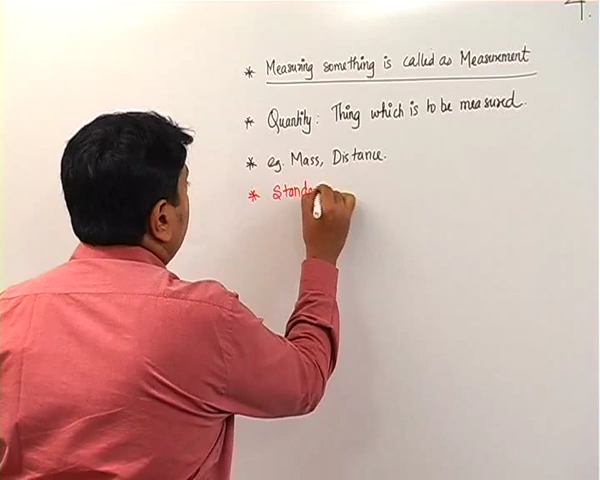 4.
* Measuring something is called as Measurement
* Quantity : Thing which is to be measured.
* eg. Mass, Distance.
* Standa